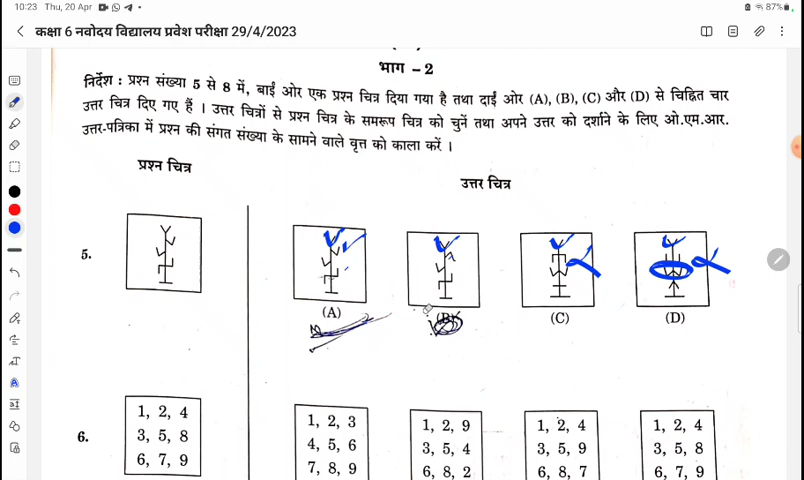 10:23 Thu, 20 Apr
87%
कक्षा 6 नवोदय विद्यालय प्रवेश परीक्षा 29/4/2023
भाग - 2
निर्देश : प्रश्न संख्या 5 से 8 में, बाईं ओर एक प्रश्न चित्र दिया गया है तथा दाईं ओर (A), (B), (C) और (D) से चिह्नित चार
उत्तर चित्र दिए गए हैं । उत्तर चित्रों से प्रश्न चित्र के समरूप चित्र को चुनें तथा अपने उत्तर को दर्शाने के लिए ओ.एम.आर.
उत्तर-पत्रिका में प्रश्न की संगत संख्या के सामने वाले वृत्त को काला करें ।
प्रश्न चित्र
उत्तर चित्र
5.
(A) (B) (C) (D)
6.
1, 2, 4
3, 5, 8
6, 7, 9
1, 2, 3
4, 5, 6
7, 8, 9
1, 2, 9
3, 5, 4
6, 8, 2
1, 2, 4
3, 5, 9
6, 8, 7
1, 2, 4
3, 5, 8
6, 7, 9